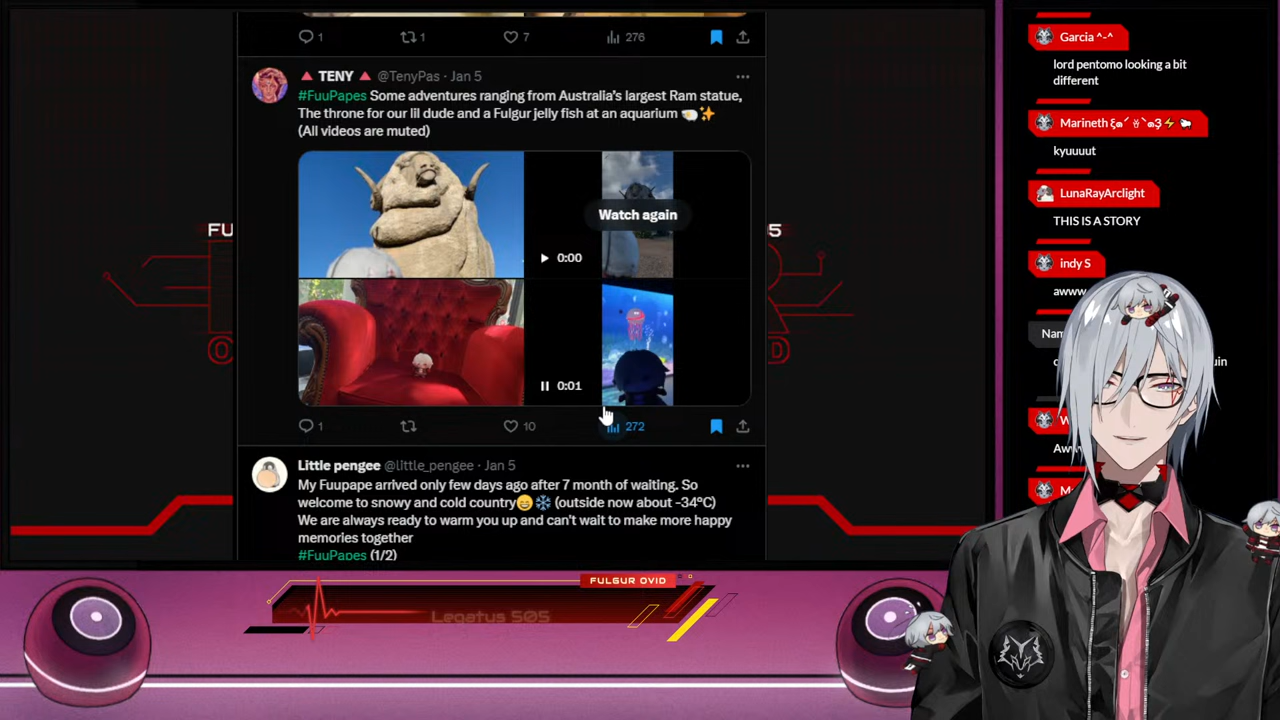 1
1
7
276
TENY @TenyPas · Jan 5
#FuuPapes Some adventures ranging from Australia's largest Ram statue,
The throne for our lil dude and a Fulgur jelly fish at an aquarium
(All videos are muted)
Watch again
0:00
0:01
1
10
272
Little pengee @little_pengee · Jan 5
My Fuupape arrived only few days ago after 7 month of waiting. So
welcome to snowy and cold country😄❄️ (outside now about -34°C)
We are always ready to warm you up and can't wait to make more happy
memories together
#FuuPapes (1/2)
FULGUR OVID
Legatus 505
Garcia ^-^
lord pentomo looking a bit
different
kyuuuut
LunaRayArclight
THIS IS A STORY
indy S
awww